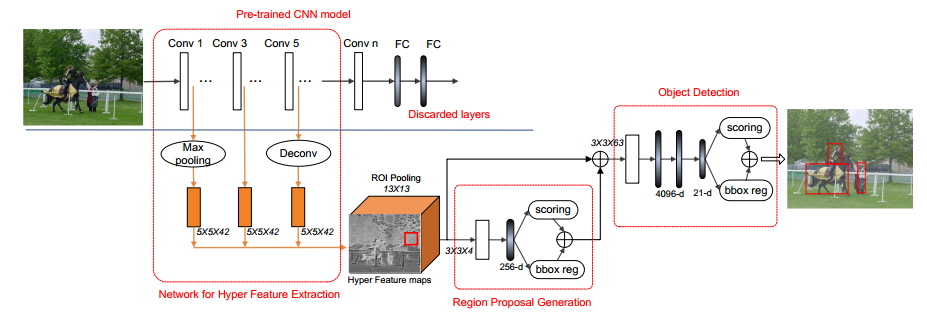 Pre-trained CNN model
Conv 1
Conv 3
Conv 5
Conv n
FC
FC
...
...
...
Discarded layers
Max
pooling
Deconv
5X5X42
5X5X42
5X5X42
Network for Hyper Feature Extraction
ROI Pooling
13X13
Hyper Feature maps
3X3X4
256-d
scoring
bbox reg
Region Proposal Generation
Object Detection
3X3X63
4096-d
21-d
scoring
bbox reg